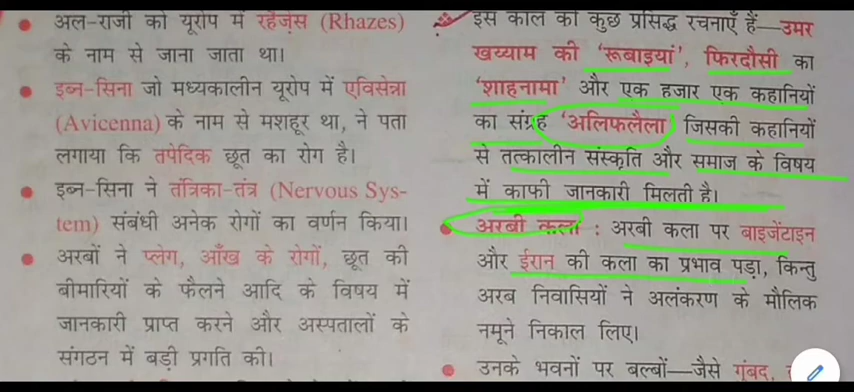 अल-राजी को यूरोप में रहैज़ेस (Rhazes)
के नाम से जाना जाता था।
इब्न-सिना जो मध्यकालीन यूरोप में एविसेन्ना
(Avicenna) के नाम से मशहूर था, ने पता
लगाया कि तपेदिक छूत का रोग है।
इब्न-सिना ने तंत्रिका-तंत्र (Nervous Sys-
tem) संबंधी अनेक रोगों का वर्णन किया।
अरबों ने प्लेग, आँख के रोगों, छूत की
बीमारियों के फैलने आदि के विषय में
जानकारी प्राप्त करने और अस्पतालों के
संगठन में बड़ी प्रगति की।
इस काल की कुछ प्रसिद्ध रचनाएँ हैं—उमर
खय्याम की 'रूबाइयां', फिरदौसी का
'शाहनामा' और एक हजार एक कहानियों
का संग्रह 'अलिफलैला' जिसकी कहानियों
से तत्कालीन संस्कृति और समाज के विषय
में काफी जानकारी मिलती है।
अरबी कला : अरबी कला पर बाइजेंटाइन
और ईरान की कला का प्रभाव पड़ा, किन्तु
अरब निवासियों ने अलंकरण के मौलिक
नमूने निकाल लिए।
उनके भवनों पर बल्बों—जैसे गुंबद,